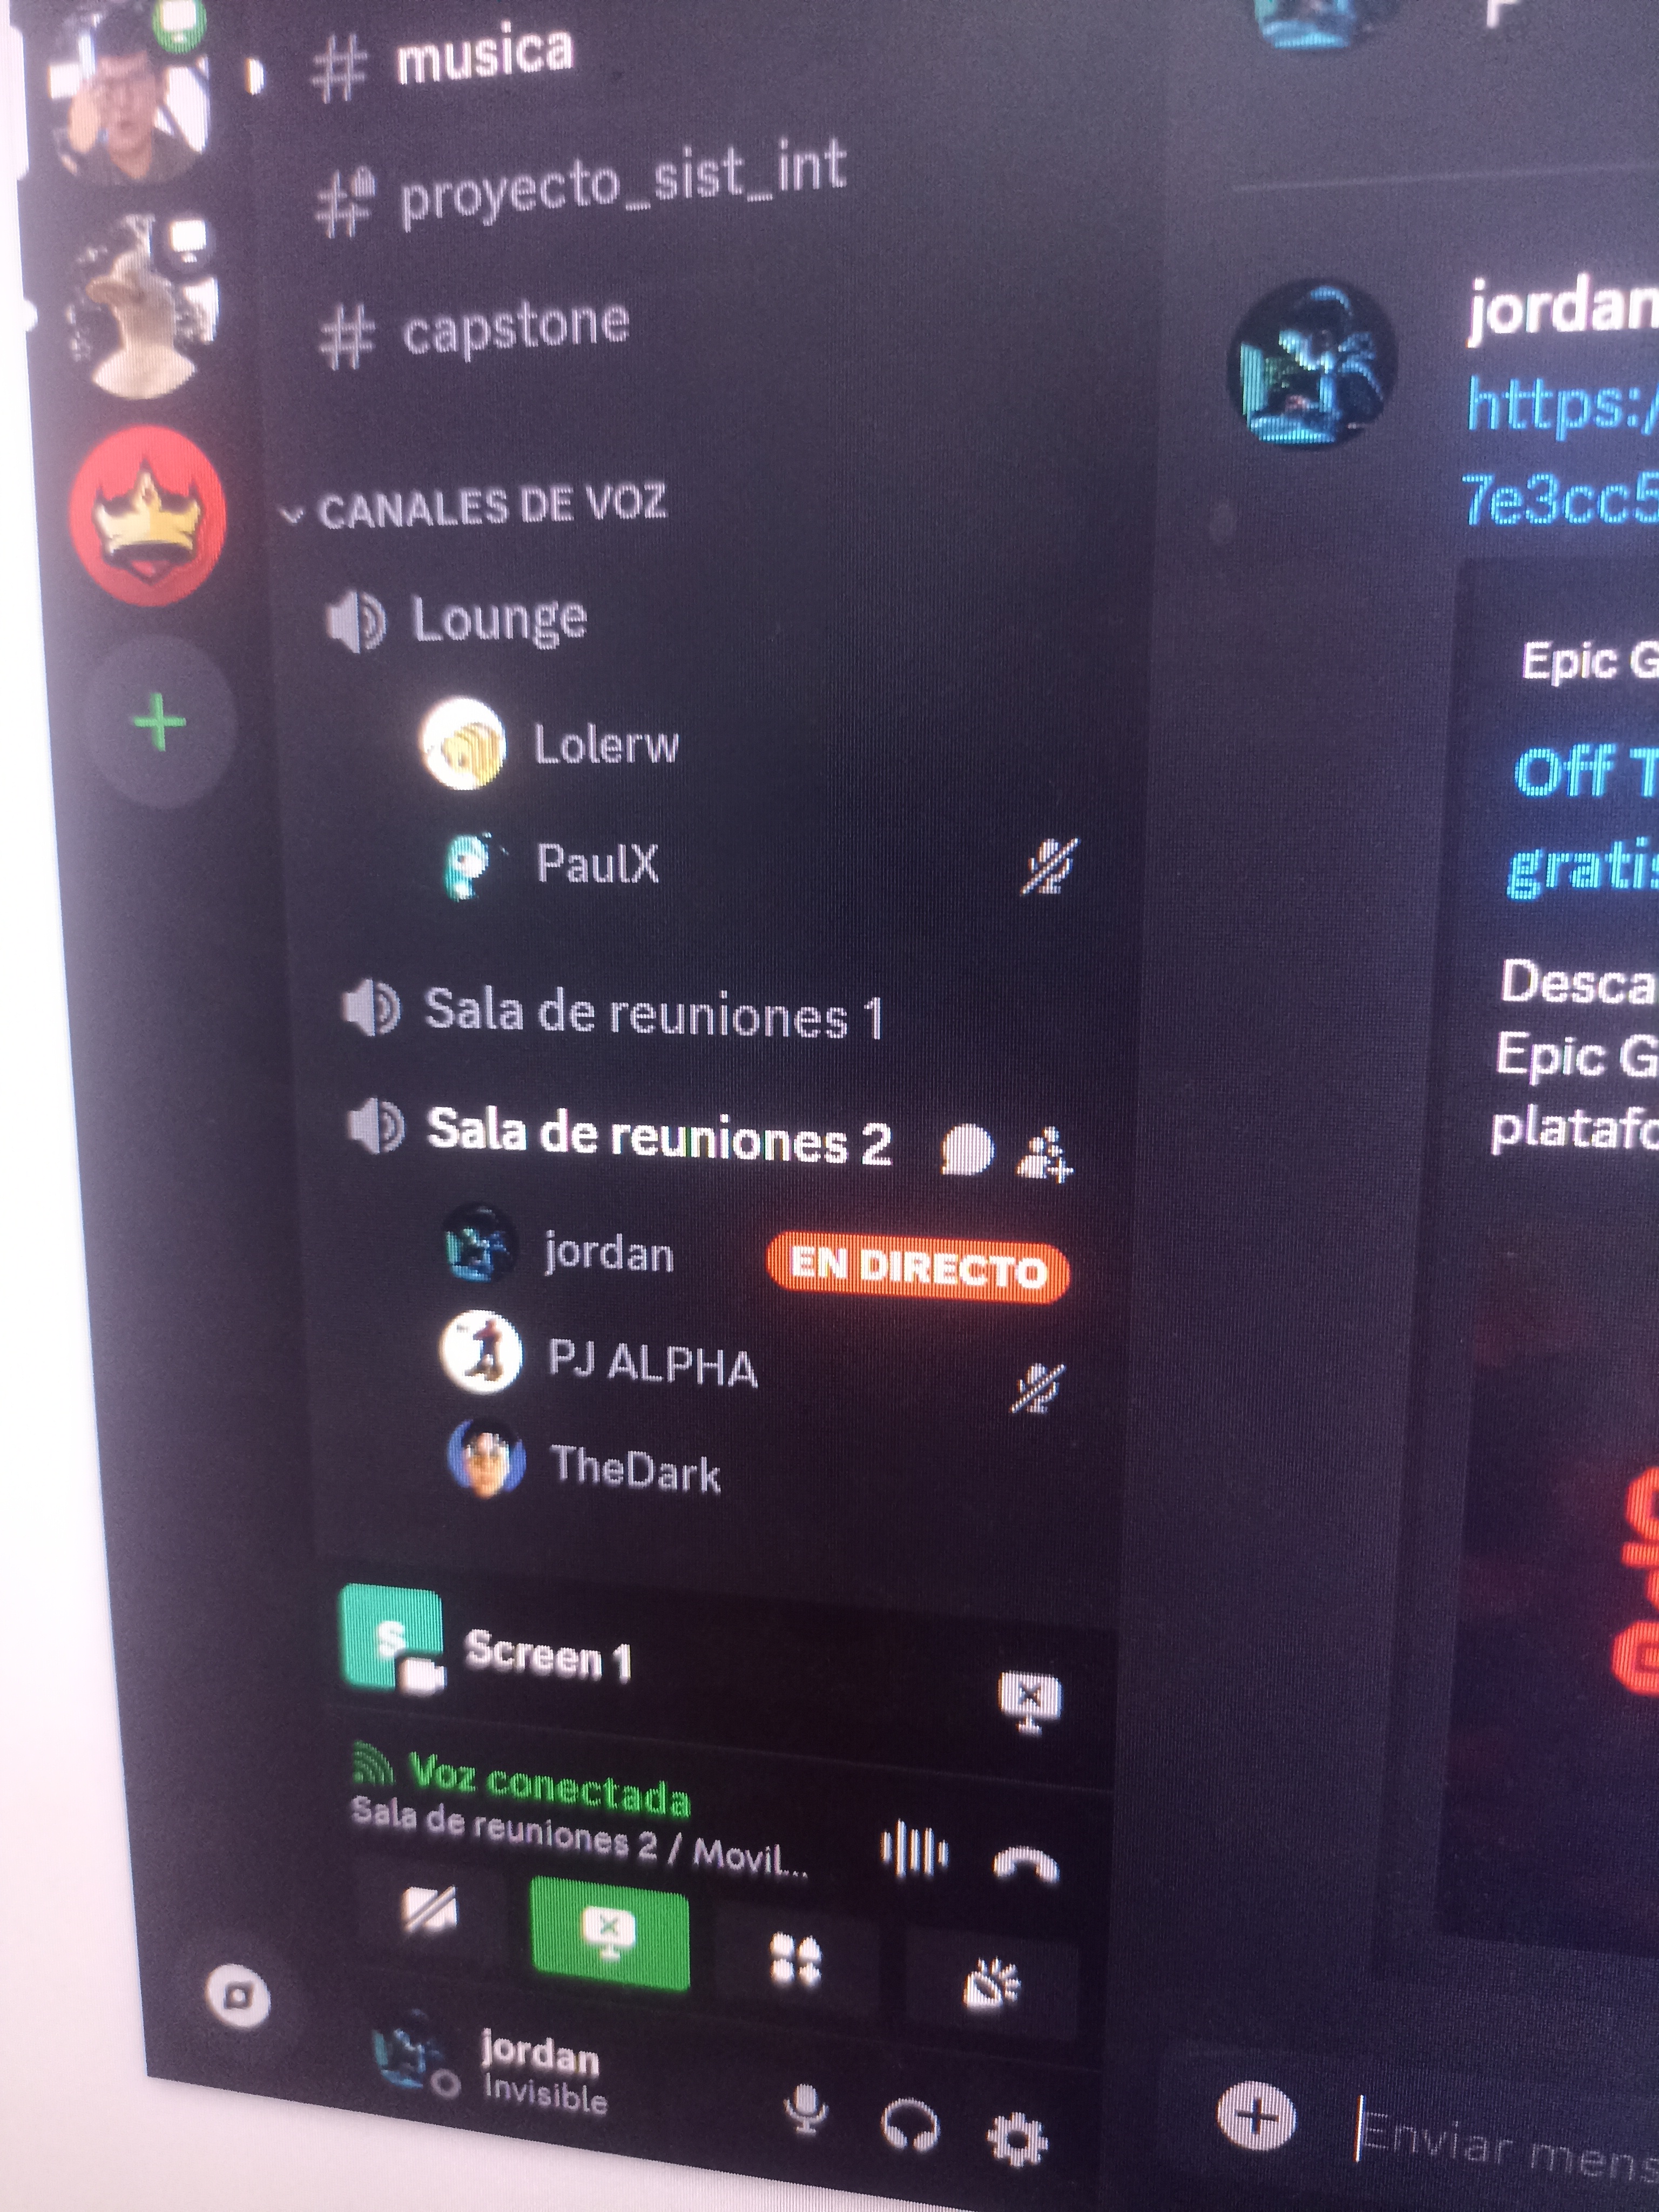 musica
proyecto_sist_int
capstone
CANALES DE VOZ
Lounge
Lolerw
PaulX
Sala de reuniones 1
Sala de reuniones 2
jordan
EN DIRECTO
PJ ALPHA
TheDark
S
Screen 1
Voz conectada
Sala de reuniones 2 / Movil...
jordan
Invisible
jordan
https:/
7e3cc5
Epic G
Off T
gratis
Desca
Epic G
platafo
Enviar mens